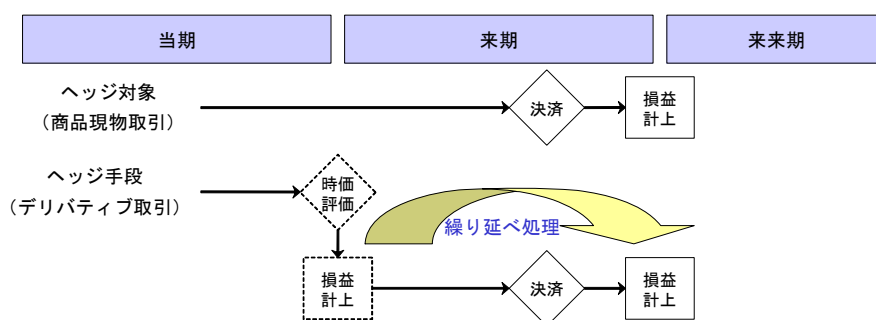 当期
来期
来来期
ヘッジ対象
（商品現物取引）
決済
損益
計上
ヘッジ手段
（デリバティブ取引）
時価
評価
繰り延べ処理
損益
計上
決済
損益
計上